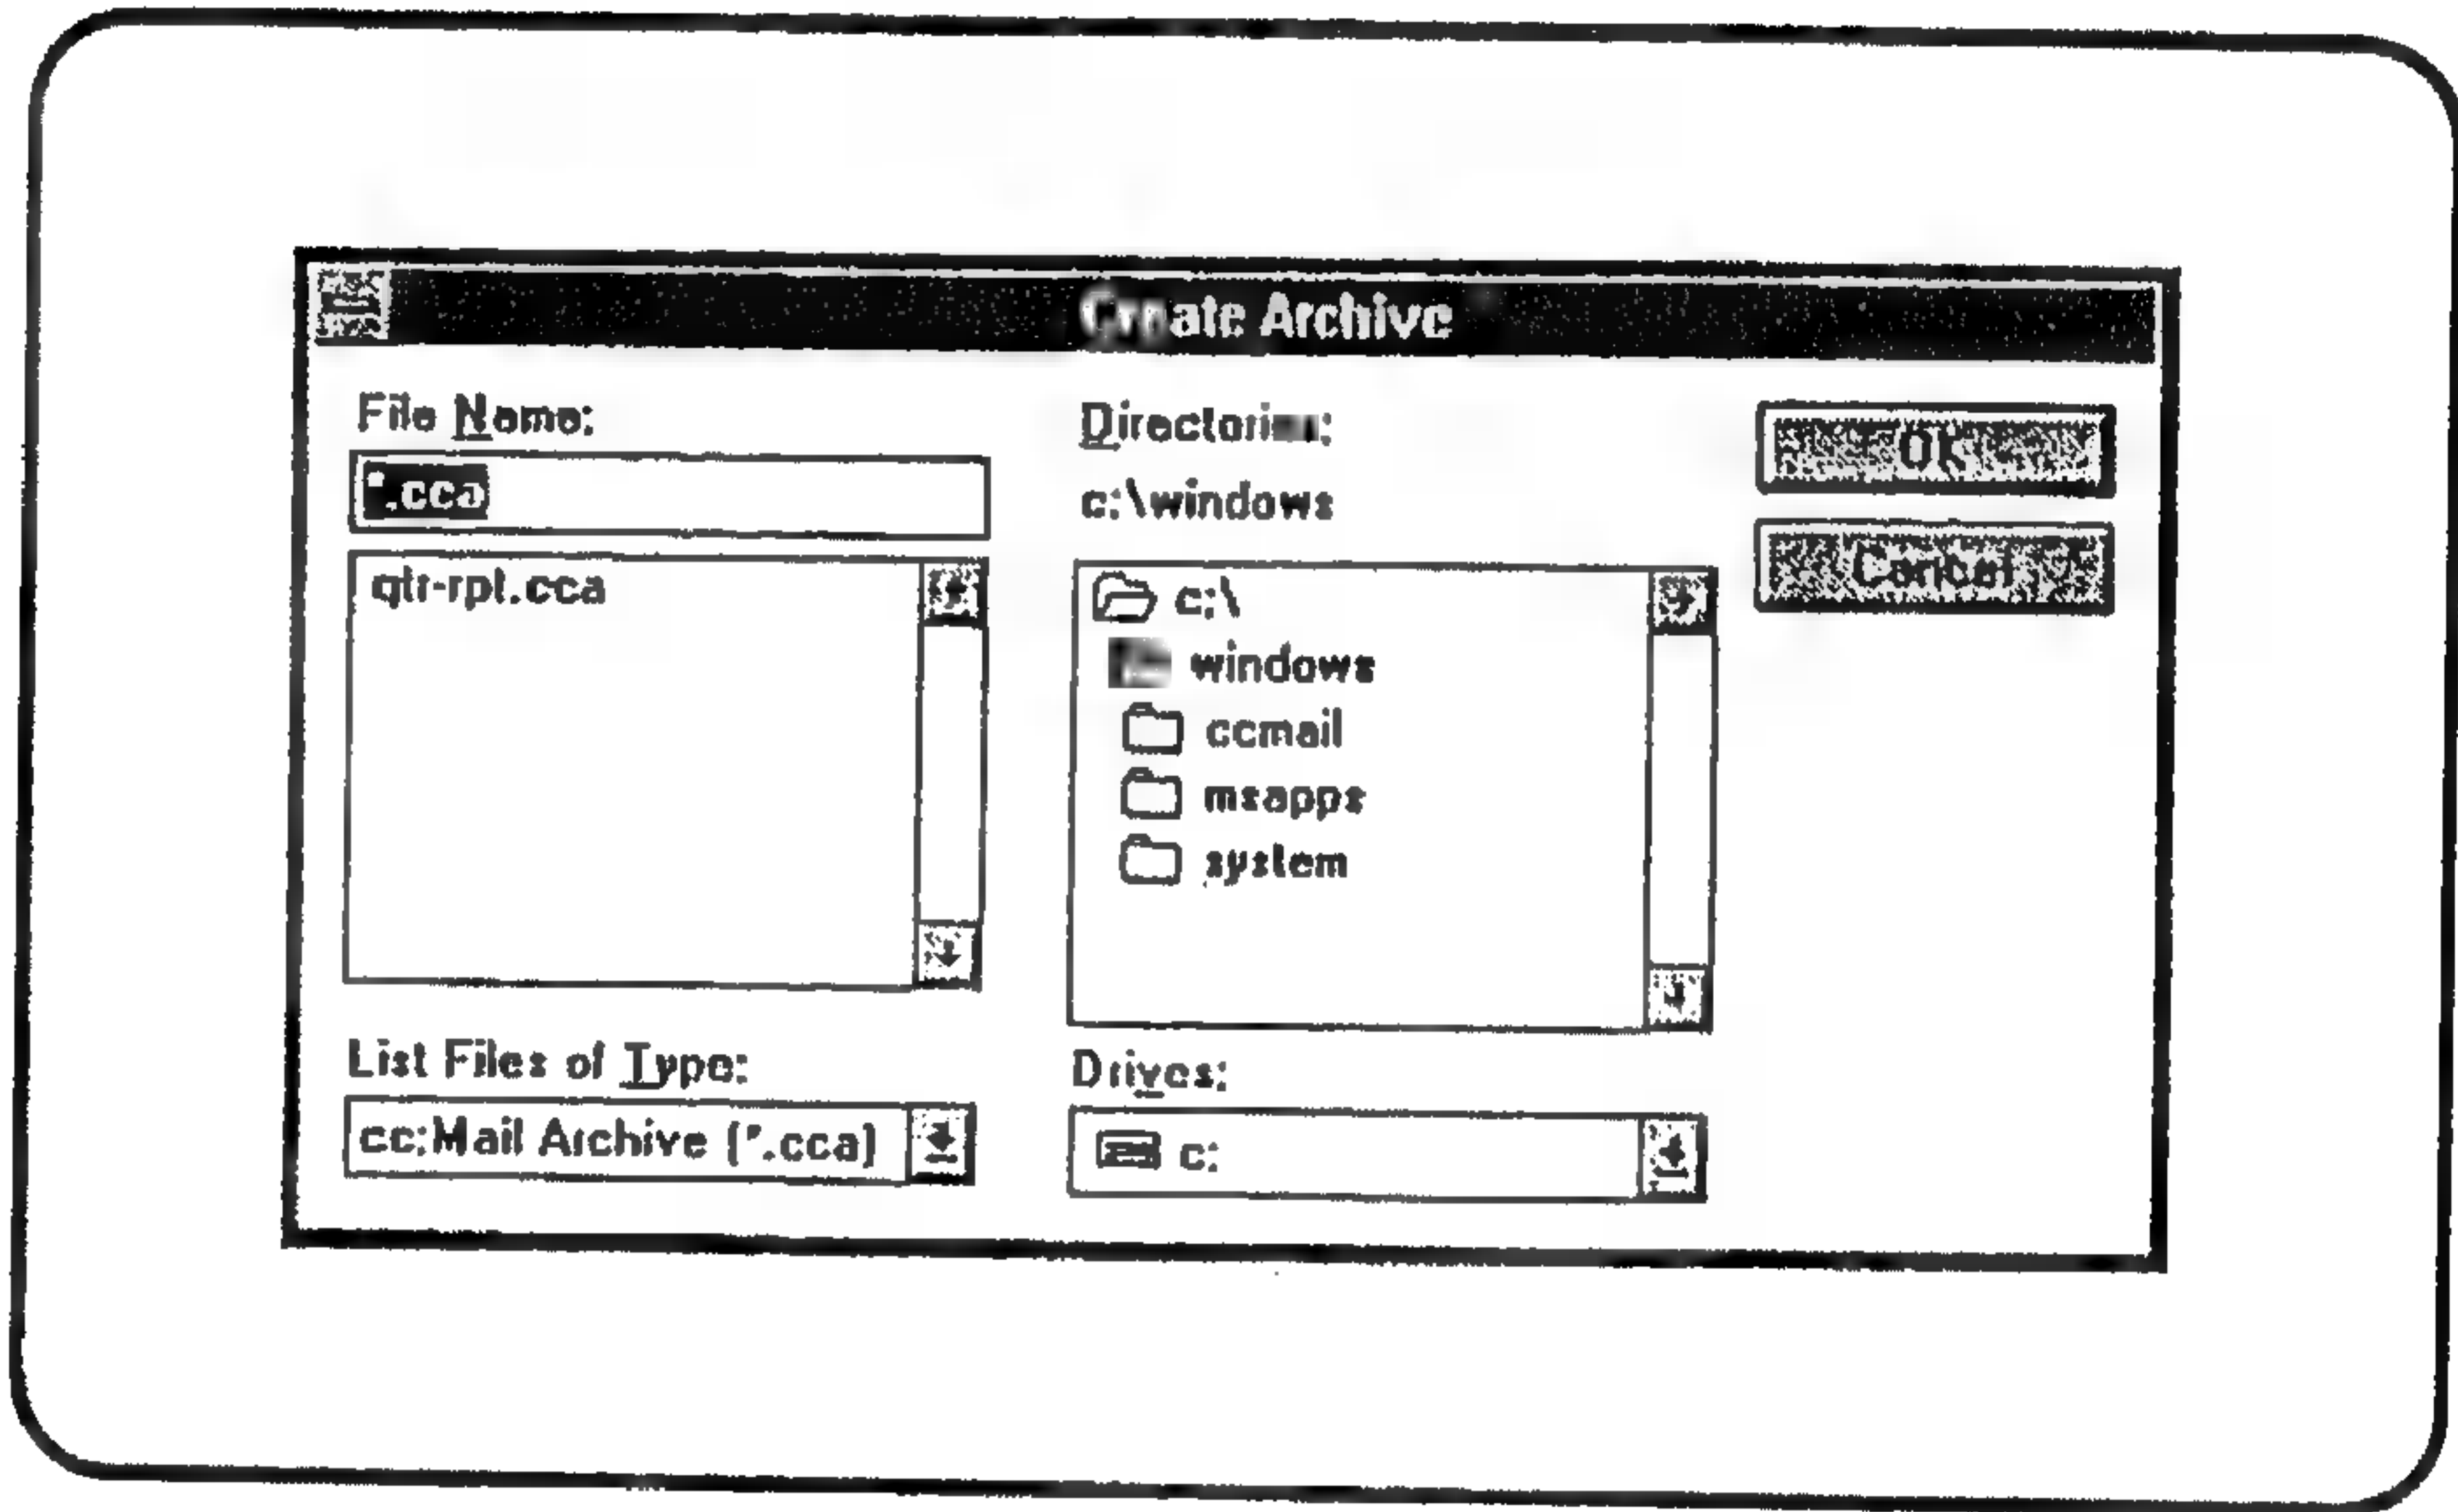 Create Archive
File Name:
*.cca
qtr-rpt.cca
List Files of Type:
cc:Mail Archive (*.cca)
Directories:
c:\windows
c:\
windows
ccmail
msapps
system
Drives:
c:
OK
Cancel